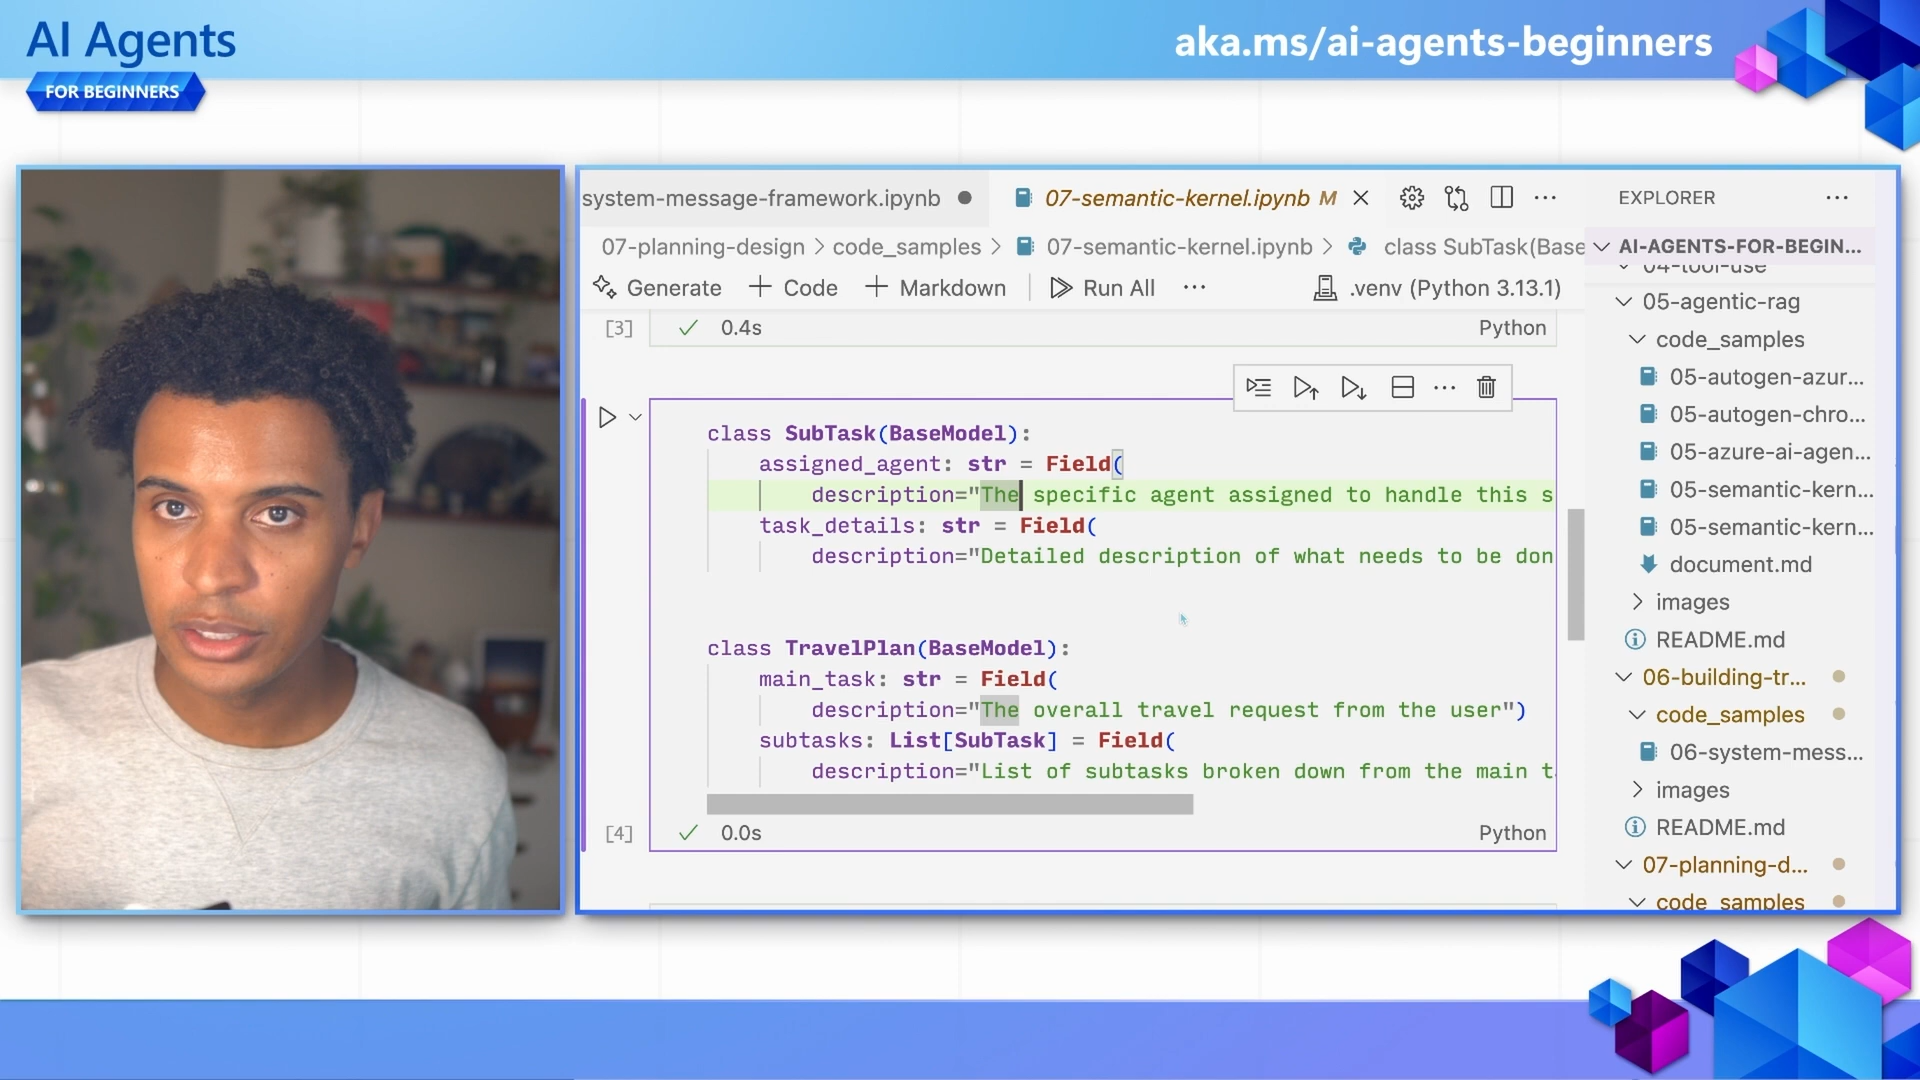 AI Agents
FOR BEGINNERS
aka.ms/ai-agents-beginners
system-message-framework.ipynb
07-semantic-kernel.ipynb M
EXPLORER
07-planning-design > code_samples > 07-semantic-kernel.ipynb > class SubTask(Base
AI-AGENTS-FOR-BEGIN...
Generate + Code + Markdown Run All ... .venv (Python 3.13.1)
04-tool-use
05-agentic-rag
code_samples
05-autogen-azur...
05-autogen-chro...
05-azure-ai-agen...
05-semantic-kern...
05-semantic-kern...
document.md
images
README.md
06-building-tr...
code_samples
06-system-mess...
images
README.md
07-planning-d...
code_samples
[3] 0.4s Python
class SubTask(BaseModel):
assigned_agent: str = Field(
description="The specific agent assigned to handle this s
task_details: str = Field(
description="Detailed description of what needs to be don
class TravelPlan(BaseModel):
main_task: str = Field(
description="The overall travel request from the user")
subtasks: List[SubTask] = Field(
description="List of subtasks broken down from the main t
[4] 0.0s Python